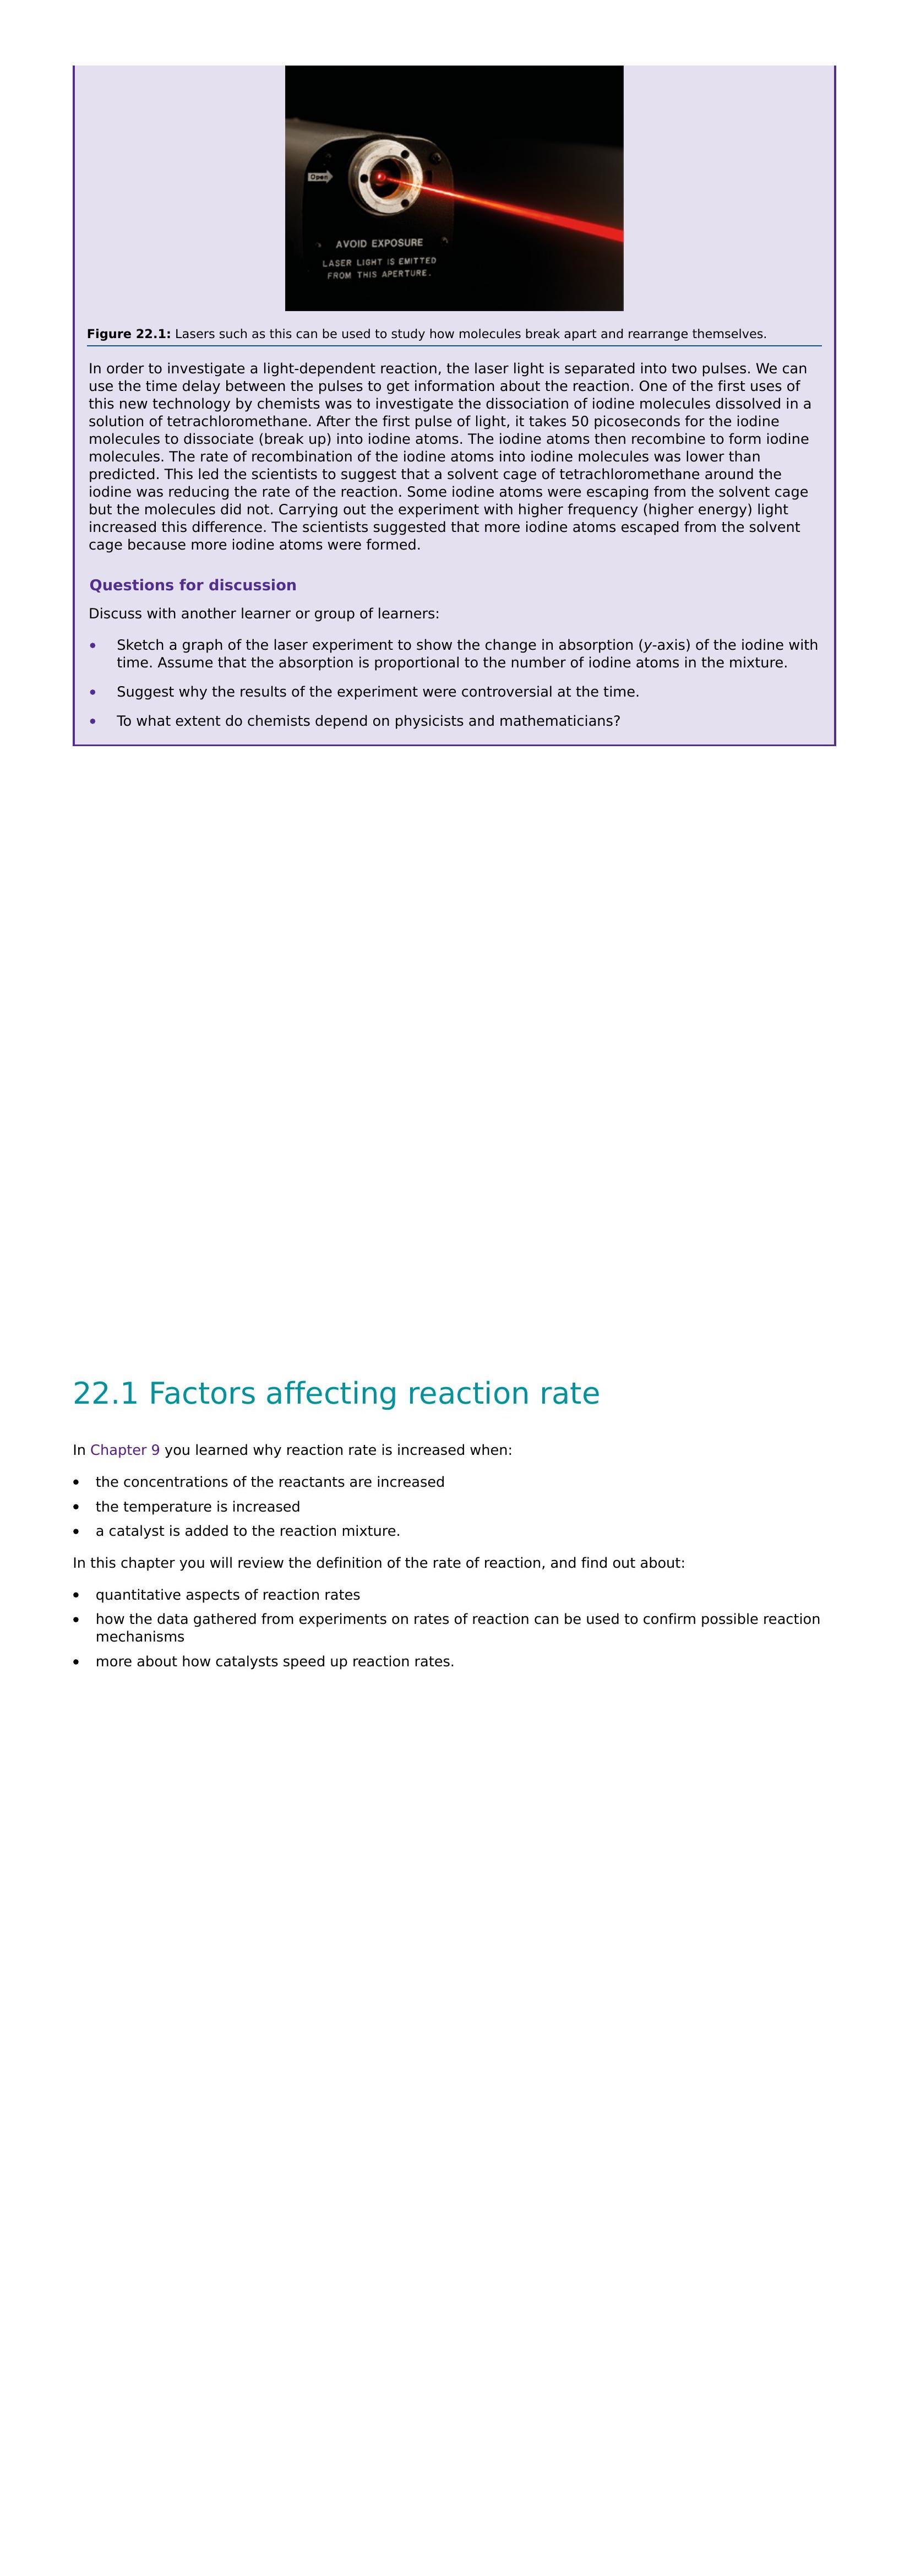 Open
AVOID EXPOSURE
LASER LIGHT IS EMITTED
FROM THIS APERTURE.
Figure 22.1: Lasers such as this can be used to study how molecules break apart and rearrange themselves.
In order to investigate a light-dependent reaction, the laser light is separated into two pulses. We can
use the time delay between the pulses to get information about the reaction. One of the first uses of
this new technology by chemists was to investigate the dissociation of iodine molecules dissolved in a
solution of tetrachloromethane. After the first pulse of light, it takes 50 picoseconds for the iodine
molecules to dissociate (break up) into iodine atoms. The iodine atoms then recombine to form iodine
molecules. The rate of recombination of the iodine atoms into iodine molecules was lower than
predicted. This led the scientists to suggest that a solvent cage of tetrachloromethane around the
iodine was reducing the rate of the reaction. Some iodine atoms were escaping from the solvent cage
but the molecules did not. Carrying out the experiment with higher frequency (higher energy) light
increased this difference. The scientists suggested that more iodine atoms escaped from the solvent
cage because more iodine atoms were formed.
Questions for discussion
Discuss with another learner or group of learners:
• Sketch a graph of the laser experiment to show the change in absorption (y-axis) of the iodine with
time. Assume that the absorption is proportional to the number of iodine atoms in the mixture.
• Suggest why the results of the experiment were controversial at the time.
• To what extent do chemists depend on physicists and mathematicians?
22.1 Factors affecting reaction rate
In Chapter 9 you learned why reaction rate is increased when:
• the concentrations of the reactants are increased
• the temperature is increased
• a catalyst is added to the reaction mixture.
In this chapter you will review the definition of the rate of reaction, and find out about:
• quantitative aspects of reaction rates
• how the data gathered from experiments on rates of reaction can be used to confirm possible reaction
mechanisms
• more about how catalysts speed up reaction rates.